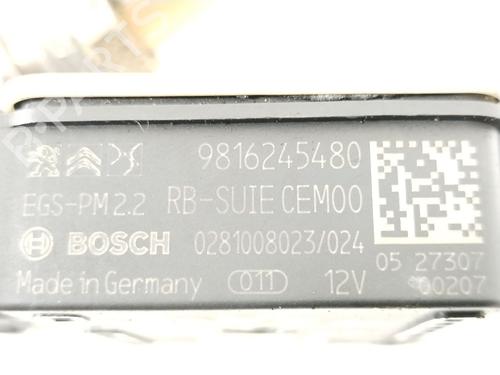 9816245480
EGS-PM 2.2 RB-SUIE CEM00
BOSCH 0281008023/024
05 27307
Made in Germany 011 12V
00207